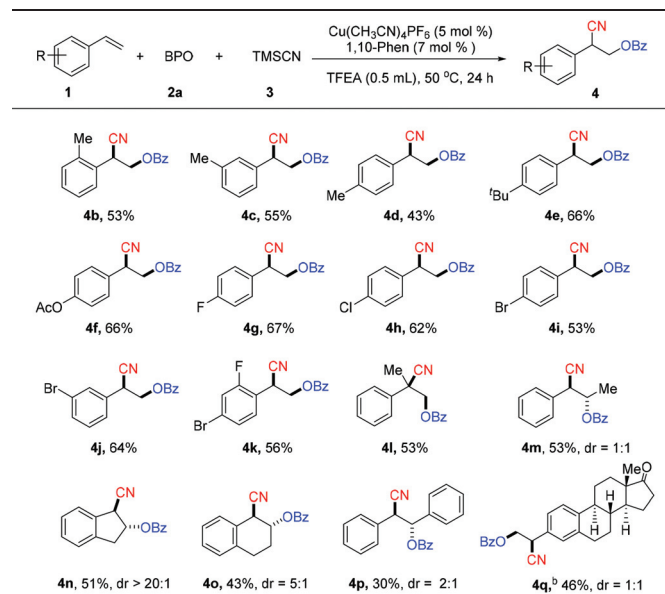 Cu(CH3CN)4PF6 (5 mol %)
1,10-Phen (7 mol % )
R + BPO + TMSCN
TFEA (0.5 mL), 50 °C, 24 h
R CN OBz
1 2a 3 4
Me CN OBz
Me CN OBz
Me CN OBz
tBu CN OBz
4b, 53% 4c, 55% 4d, 43% 4e, 66%
AcO CN OBz
F CN OBz
Cl CN OBz
Br CN OBz
4f, 66% 4g, 67% 4h, 62% 4i, 53%
Br CN OBz
F Br CN OBz
Me CN OBz
CN Me OBz
4j, 64% 4k, 56% 4l, 53% 4m, 53%, dr = 1:1
CN OBz
CN OBz
CN OBz
Me O H H H BzO CN
4n, 51%, dr > 20:1 4o, 43%, dr = 5:1 4p, 30%, dr = 2:1 4q,b 46%, dr = 1:1